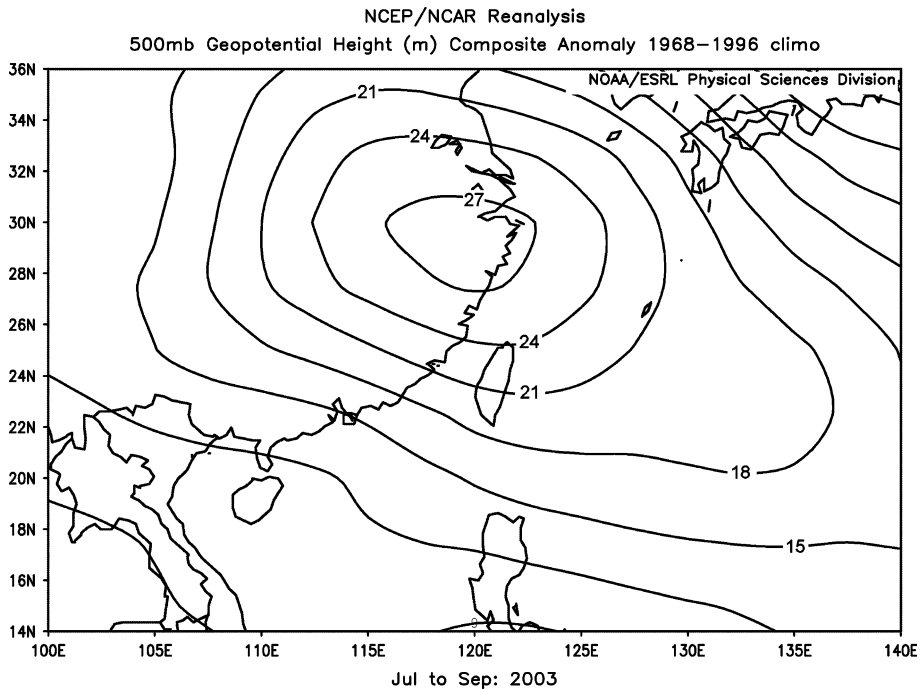 NCEP/NCAR Reanalysis
500mb Geopotential Height (m) Composite Anomaly 1968-1996 climo
NOAA/ESRL Physical Sciences Division
36N
21
34N
24
32N
27
30N
28N
26N
24
24N
21
22N
18
20N
18N
15
16N
9
14N
100E 105E 110E 115E 120E 125E 130E 135E 140E
Jul to Sep: 2003